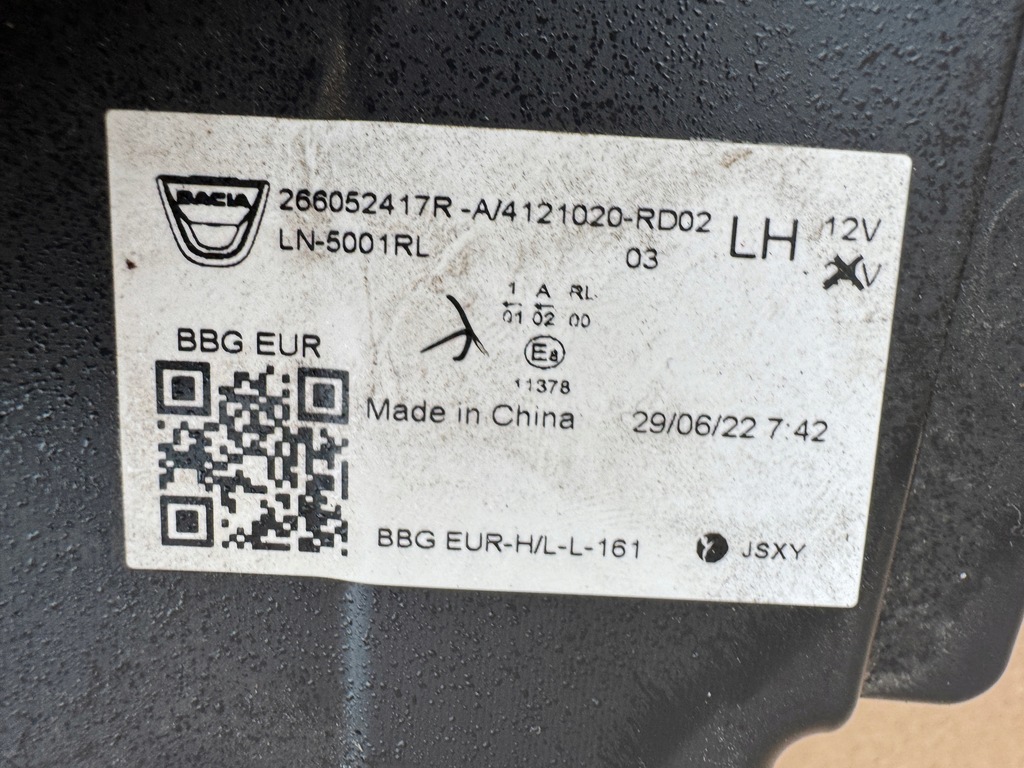 DACIA
266052417R -A/4121020-RD02
LN-5001RL
03
LH
12V
V
1 A RL
01 02 00
E8
11378
BBG EUR
Made in China
29/06/22 7:42
BBG EUR-H/L-L-161
JSXY